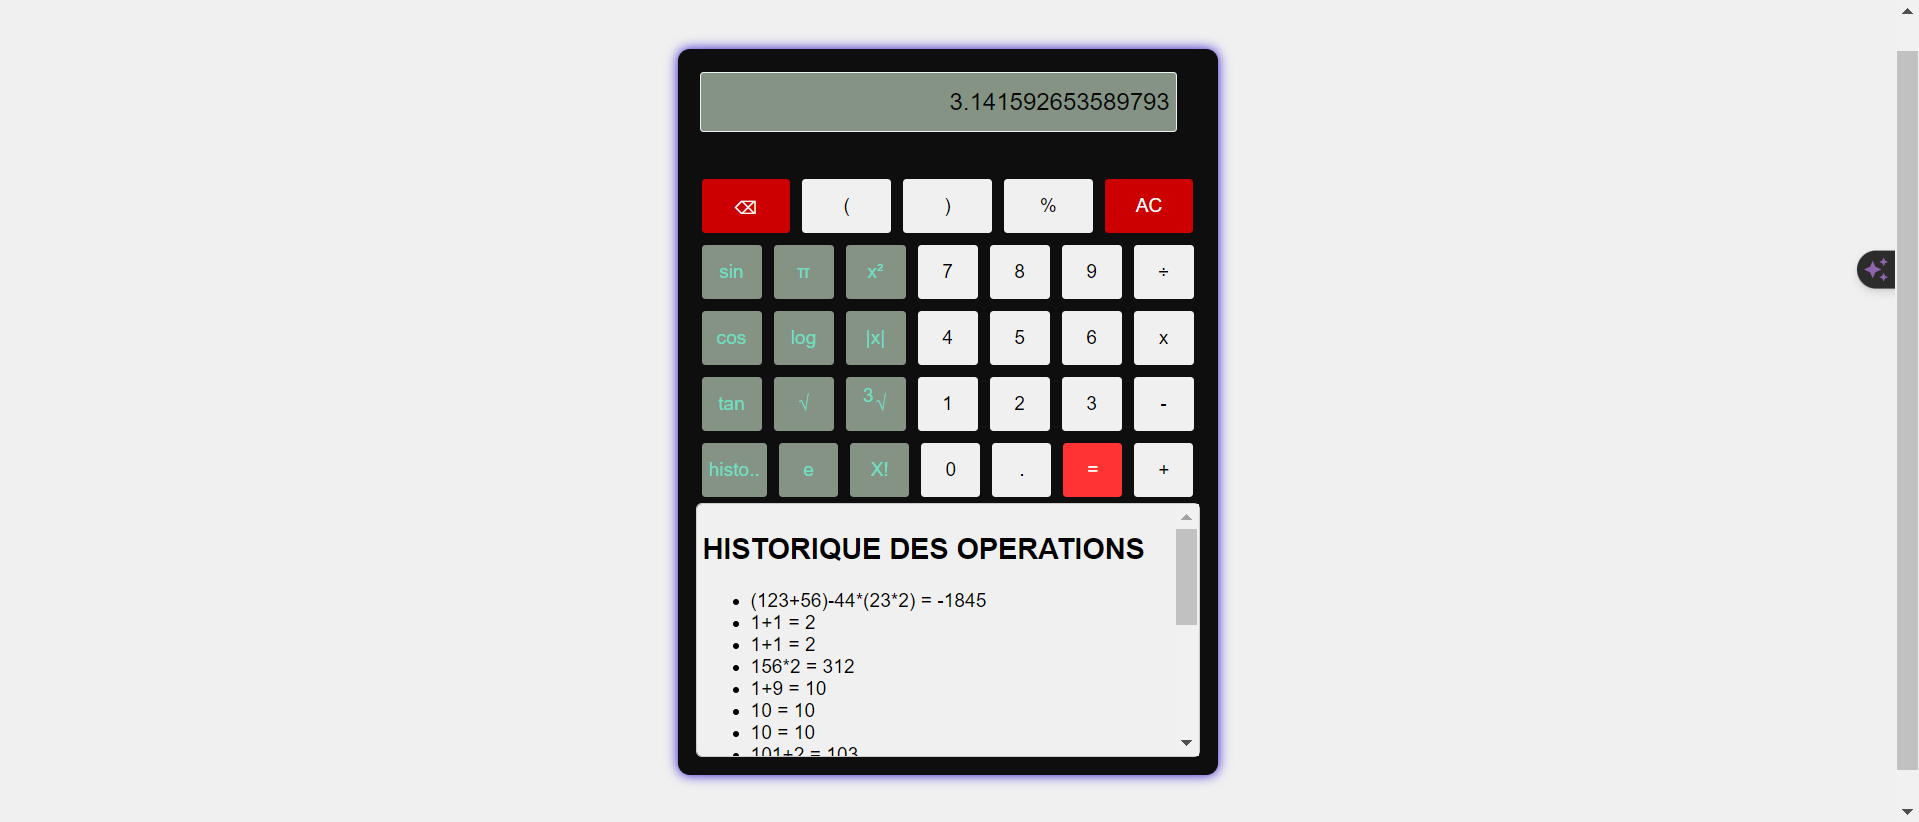 3.141592653589793
⌫ ( ) % AC
sin π x² 7 8 9 ÷
cos log |x| 4 5 6 x
tan √ ³√ 1 2 3 -
histo.. e X! 0 . = +
HISTORIQUE DES OPERATIONS
(123+56)-44*(23*2) = -1845
1+1 = 2
1+1 = 2
156*2 = 312
1+9 = 10
10 = 10
10 = 10
101+2 = 103